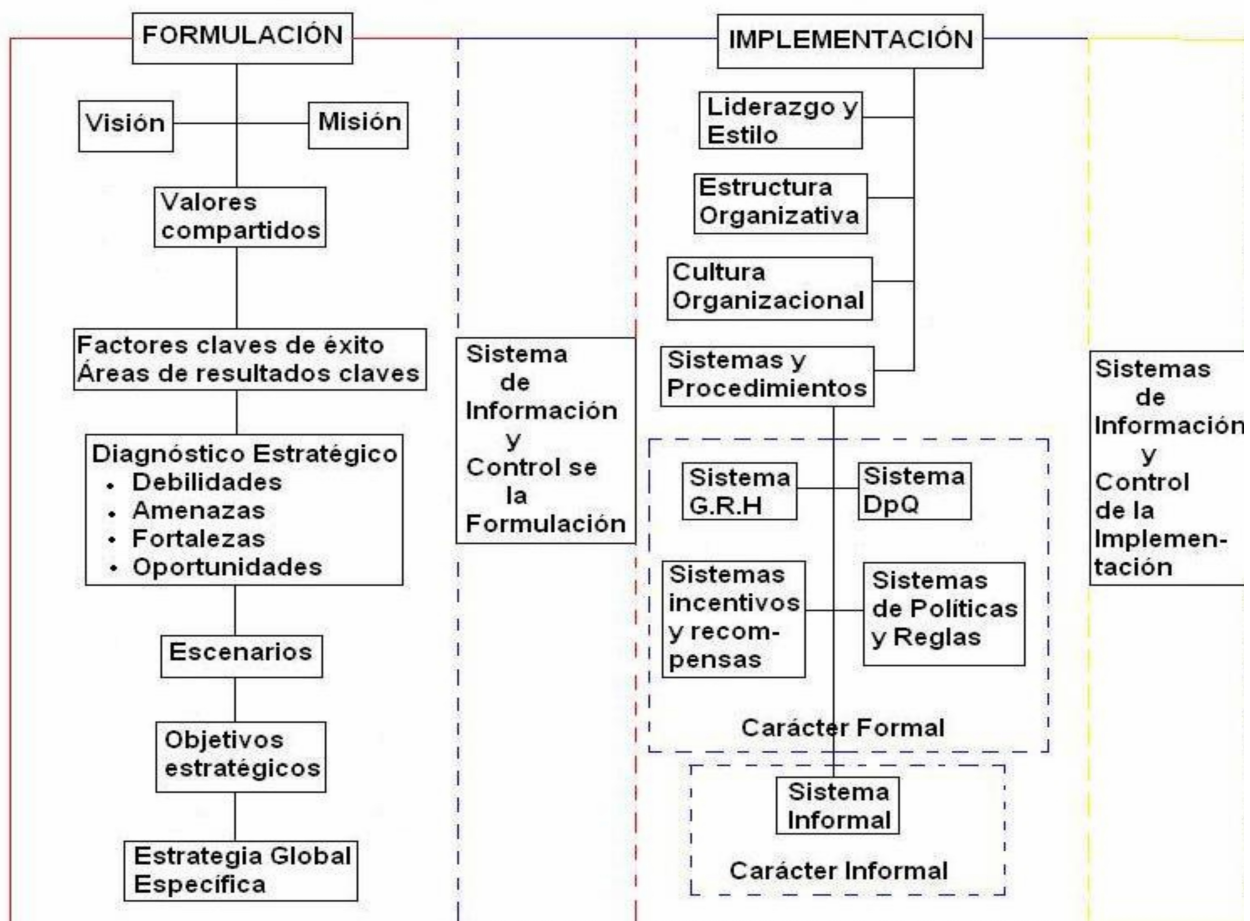 FORMULACIÓN
Visión
Misión
Valores
compartidos
Factores claves de éxito
Áreas de resultados claves
Diagnóstico Estratégico
• Debilidades
• Amenazas
• Fortalezas
• Oportunidades
Escenarios
Objetivos
estratégicos
Estrategia Global
Específica
Sistema
de
Información
y
Control se
la
Formulación
IMPLEMENTACIÓN
Liderazgo y
Estilo
Estructura
Organizativa
Cultura
Organizacional
Sistemas y
Procedimientos
Sistema
G.R.H
Sistema
DpQ
Sistemas
incentivos
y recom-
pensas
Sistemas
de Políticas
y Reglas
Carácter Formal
Sistema
Informal
Carácter Informal
Sistemas
de
Información
y
Control
de la
Implemen-
tación